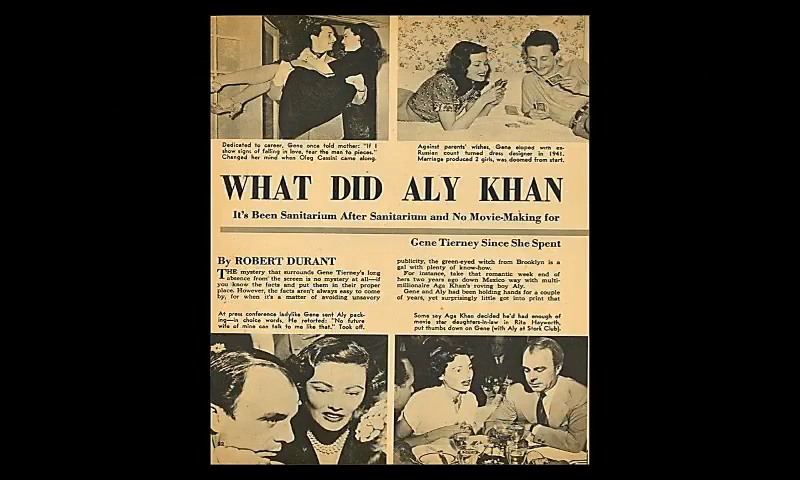 Dedicated to career, Gene once told mother: "If I
show signs of falling in love, tear the man to pieces."
Changed her mind when Oleg Cassini came along.
Against parents' wishes, Gene eloped with ex-
Russian count turned dress designer in 1941.
Marriage produced 2 girls, was doomed from start.
WHAT DID ALY KHAN
It's Been Sanitarium After Sanitarium and No Movie-Making for
Gene Tierney Since She Spent
By ROBERT DURANT
THE mystery that surrounds Gene Tierney's long
absence from the screen is no mystery at all—if
you know the facts and put them in their proper
place. However, the facts aren't always easy to come
by, for when it's a matter of avoiding unsavory
publicity, the green-eyed witch from Brooklyn is a
gal with plenty of know-how.
For instance, take that romantic week end of
hers two years ago down Mexico way with multi-
millionaire Aga Khan's roving boy Aly.
Gene and Aly had been holding hands for a couple
of years, yet surprisingly little got into print that
At press conference ladylike Gene sent Aly pack-
ing—in choice words. He retorted: "No future
wife of mine can talk to me like that." Took off.
Some say Aga Khan decided he'd had enough of
movie star daughters-in-law in Rita Hayworth,
put thumbs down on Gene (with Aly at Stork Club).